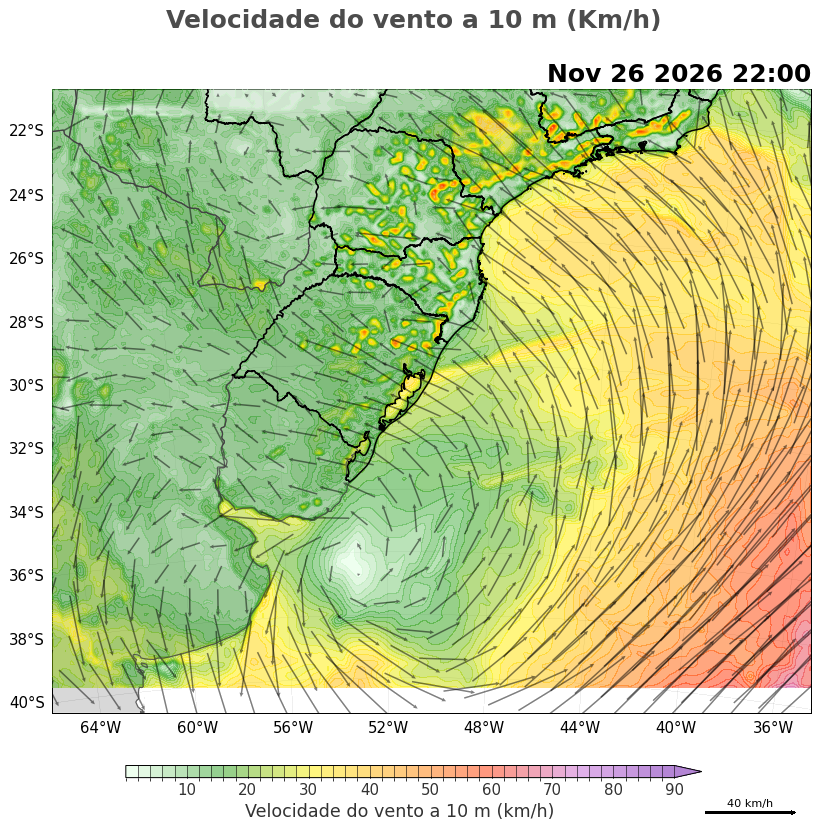 Velocidade do vento a 10 m (Km/h)
Nov 26 2026 22:00
22°S
24°S
26°S
28°S
30°S
32°S
34°S
36°S
38°S
40°S
64°W 60°W 56°W 52°W 48°W 44°W 40°W 36°W
10 20 30 40 50 60 70 80 90
Velocidade do vento a 10 m (km/h)
40 km/h